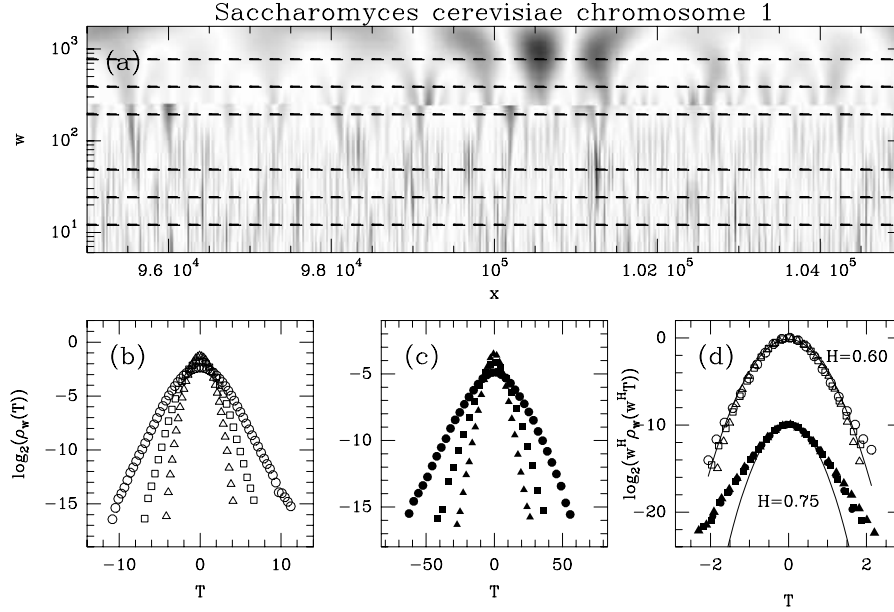 Saccharomyces cerevisiae chromosome 1
(a)
10³
10²
10¹
w
9.6 10⁴
9.8 10⁴
10⁵
1.02 10⁵
1.04 10⁵
x
(b)
0
−5
−10
−15
log₂(ρw(T))
−10
0
10
T
(c)
−5
−10
−15
−50
0
50
T
(d)
H=0.60
H=0.75
0
−10
−20
log₂(w^H ρw(w^H T))
−2
0
2
T